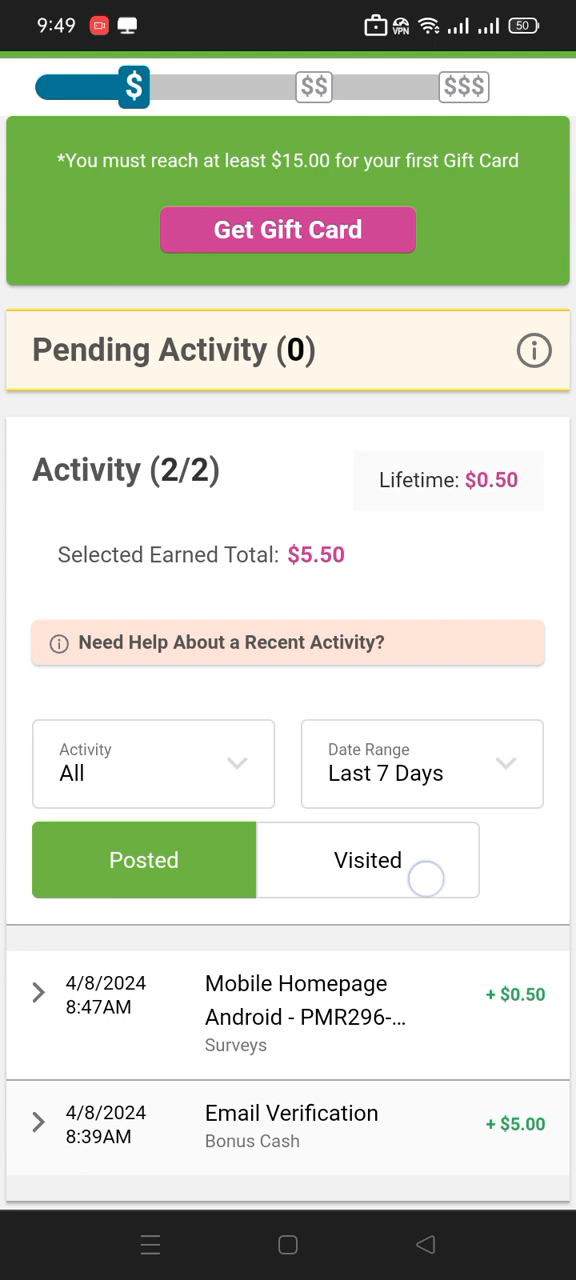 9:49
VPN
50
$
$$
$$$
*You must reach at least $15.00 for your first Gift Card
Get Gift Card
Pending Activity (0)
Activity (2/2)
Lifetime: $0.50
Selected Earned Total: $5.50
Need Help About a Recent Activity?
Activity
All
Date Range
Last 7 Days
Posted
Visited
4/8/2024
8:47AM
Mobile Homepage
Android - PMR296-...
Surveys
+ $0.50
4/8/2024
8:39AM
Email Verification
Bonus Cash
+ $5.00